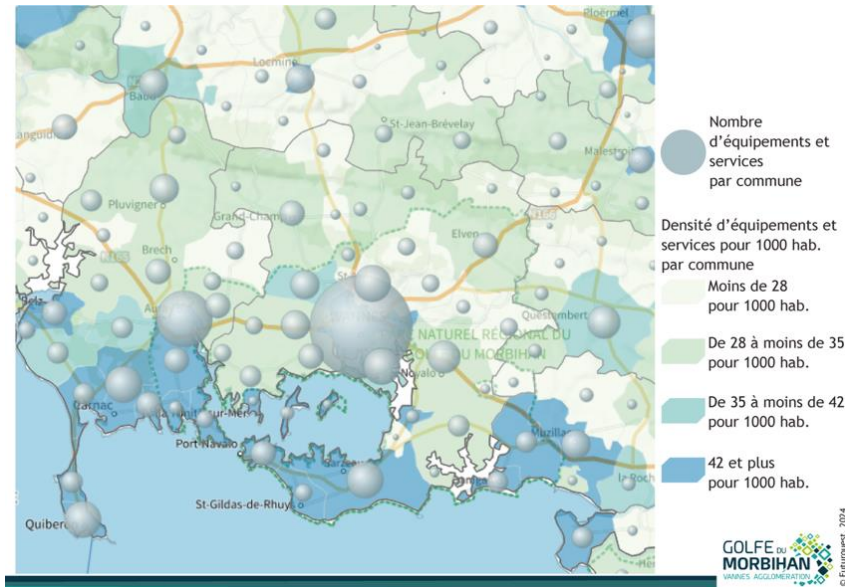 Ploërmel
Locminé
Baud
St-Jean-Brévelay
Malestroit
Pluvigner
Grand-Champ
N166
Elven
Brech
N165
Questembert
NATUREL RÉGIONAL DU
MORBIHAN
Carnac
Port-Navalo
Sarzeau
Muzillac
St-Gildas-de-Rhuys
Quiberon
Nombre
d'équipements et
services
par commune
Densité d'équipements et
services pour 1000 hab.
par commune
Moins de 28
pour 1000 hab.
De 28 à moins de 35
pour 1000 hab.
De 35 à moins de 42
pour 1000 hab.
42 et plus
pour 1000 hab.
GOLFE DU
MORBIHAN
VANNES AGGLOMÉRATION
© Futurouest, 2024